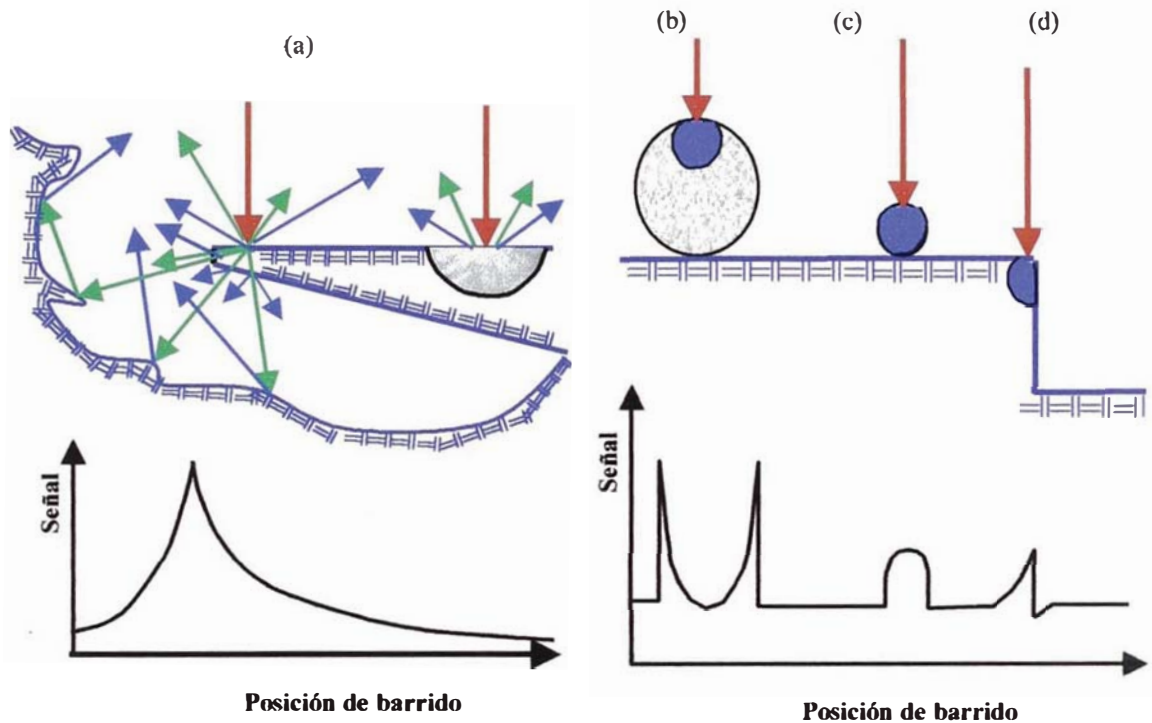 (a)
Señal
Posición de barrido
(b) (c) (d)
Señal
Posición de barrido